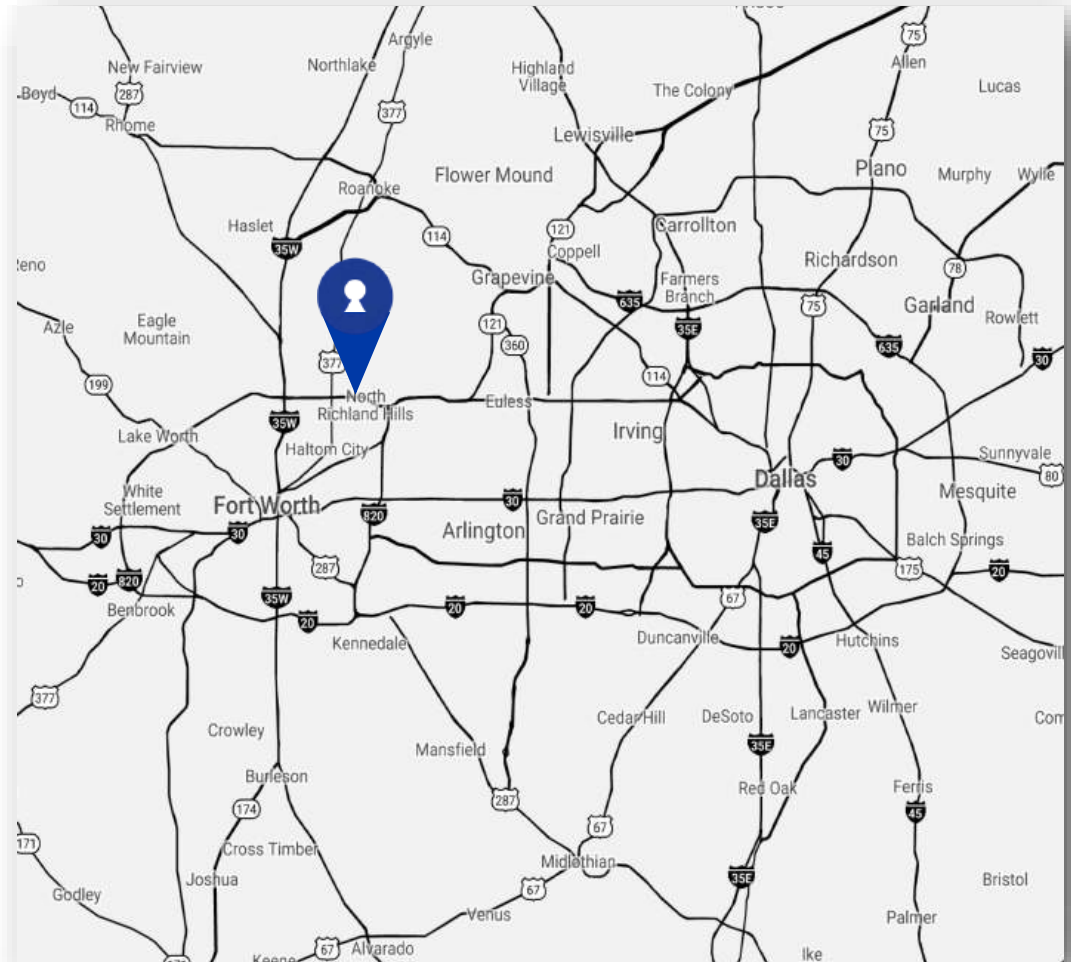 Argyle
75
Allen
New Fairview
Northlake
Highland
Village
The Colony
Lucas
Boyd
287
114
377
Rhome
Lewisville
75
Plano
Murphy
Wylie
Flower Mound
Roanoke
Haslet
114
121
Carrollton
35W
Coppell
Richardson
Grapevine
Farmers
Branch
78
635
75
Garland
Rowlett
Eagle
Mountain
Azle
121
35E
360
635
30
377
114
199
North
Richland Hills
Euless
35W
Lake Worth
Haltom City
Irving
30
Sunnyvale
80
Dallas
White
Settlement
Fort Worth
30
Mesquite
820
Grand Prairie
35E
Arlington
30
30
45
Balch Springs
287
175
20
20
820
35W
67
Benbrook
20
20
20
Kennedale
Duncanville
20
Hutchins
377
Cedar Hill
DeSoto
Lancaster
Wilmer
Crowley
Mansfield
35E
Burleson
Red Oak
Ferris
174
287
45
67
171
Cross Timber
Midlothian
35E
Joshua
Bristol
Godley
67
Venus
Palmer
67
Alvarado
Keene
Ike